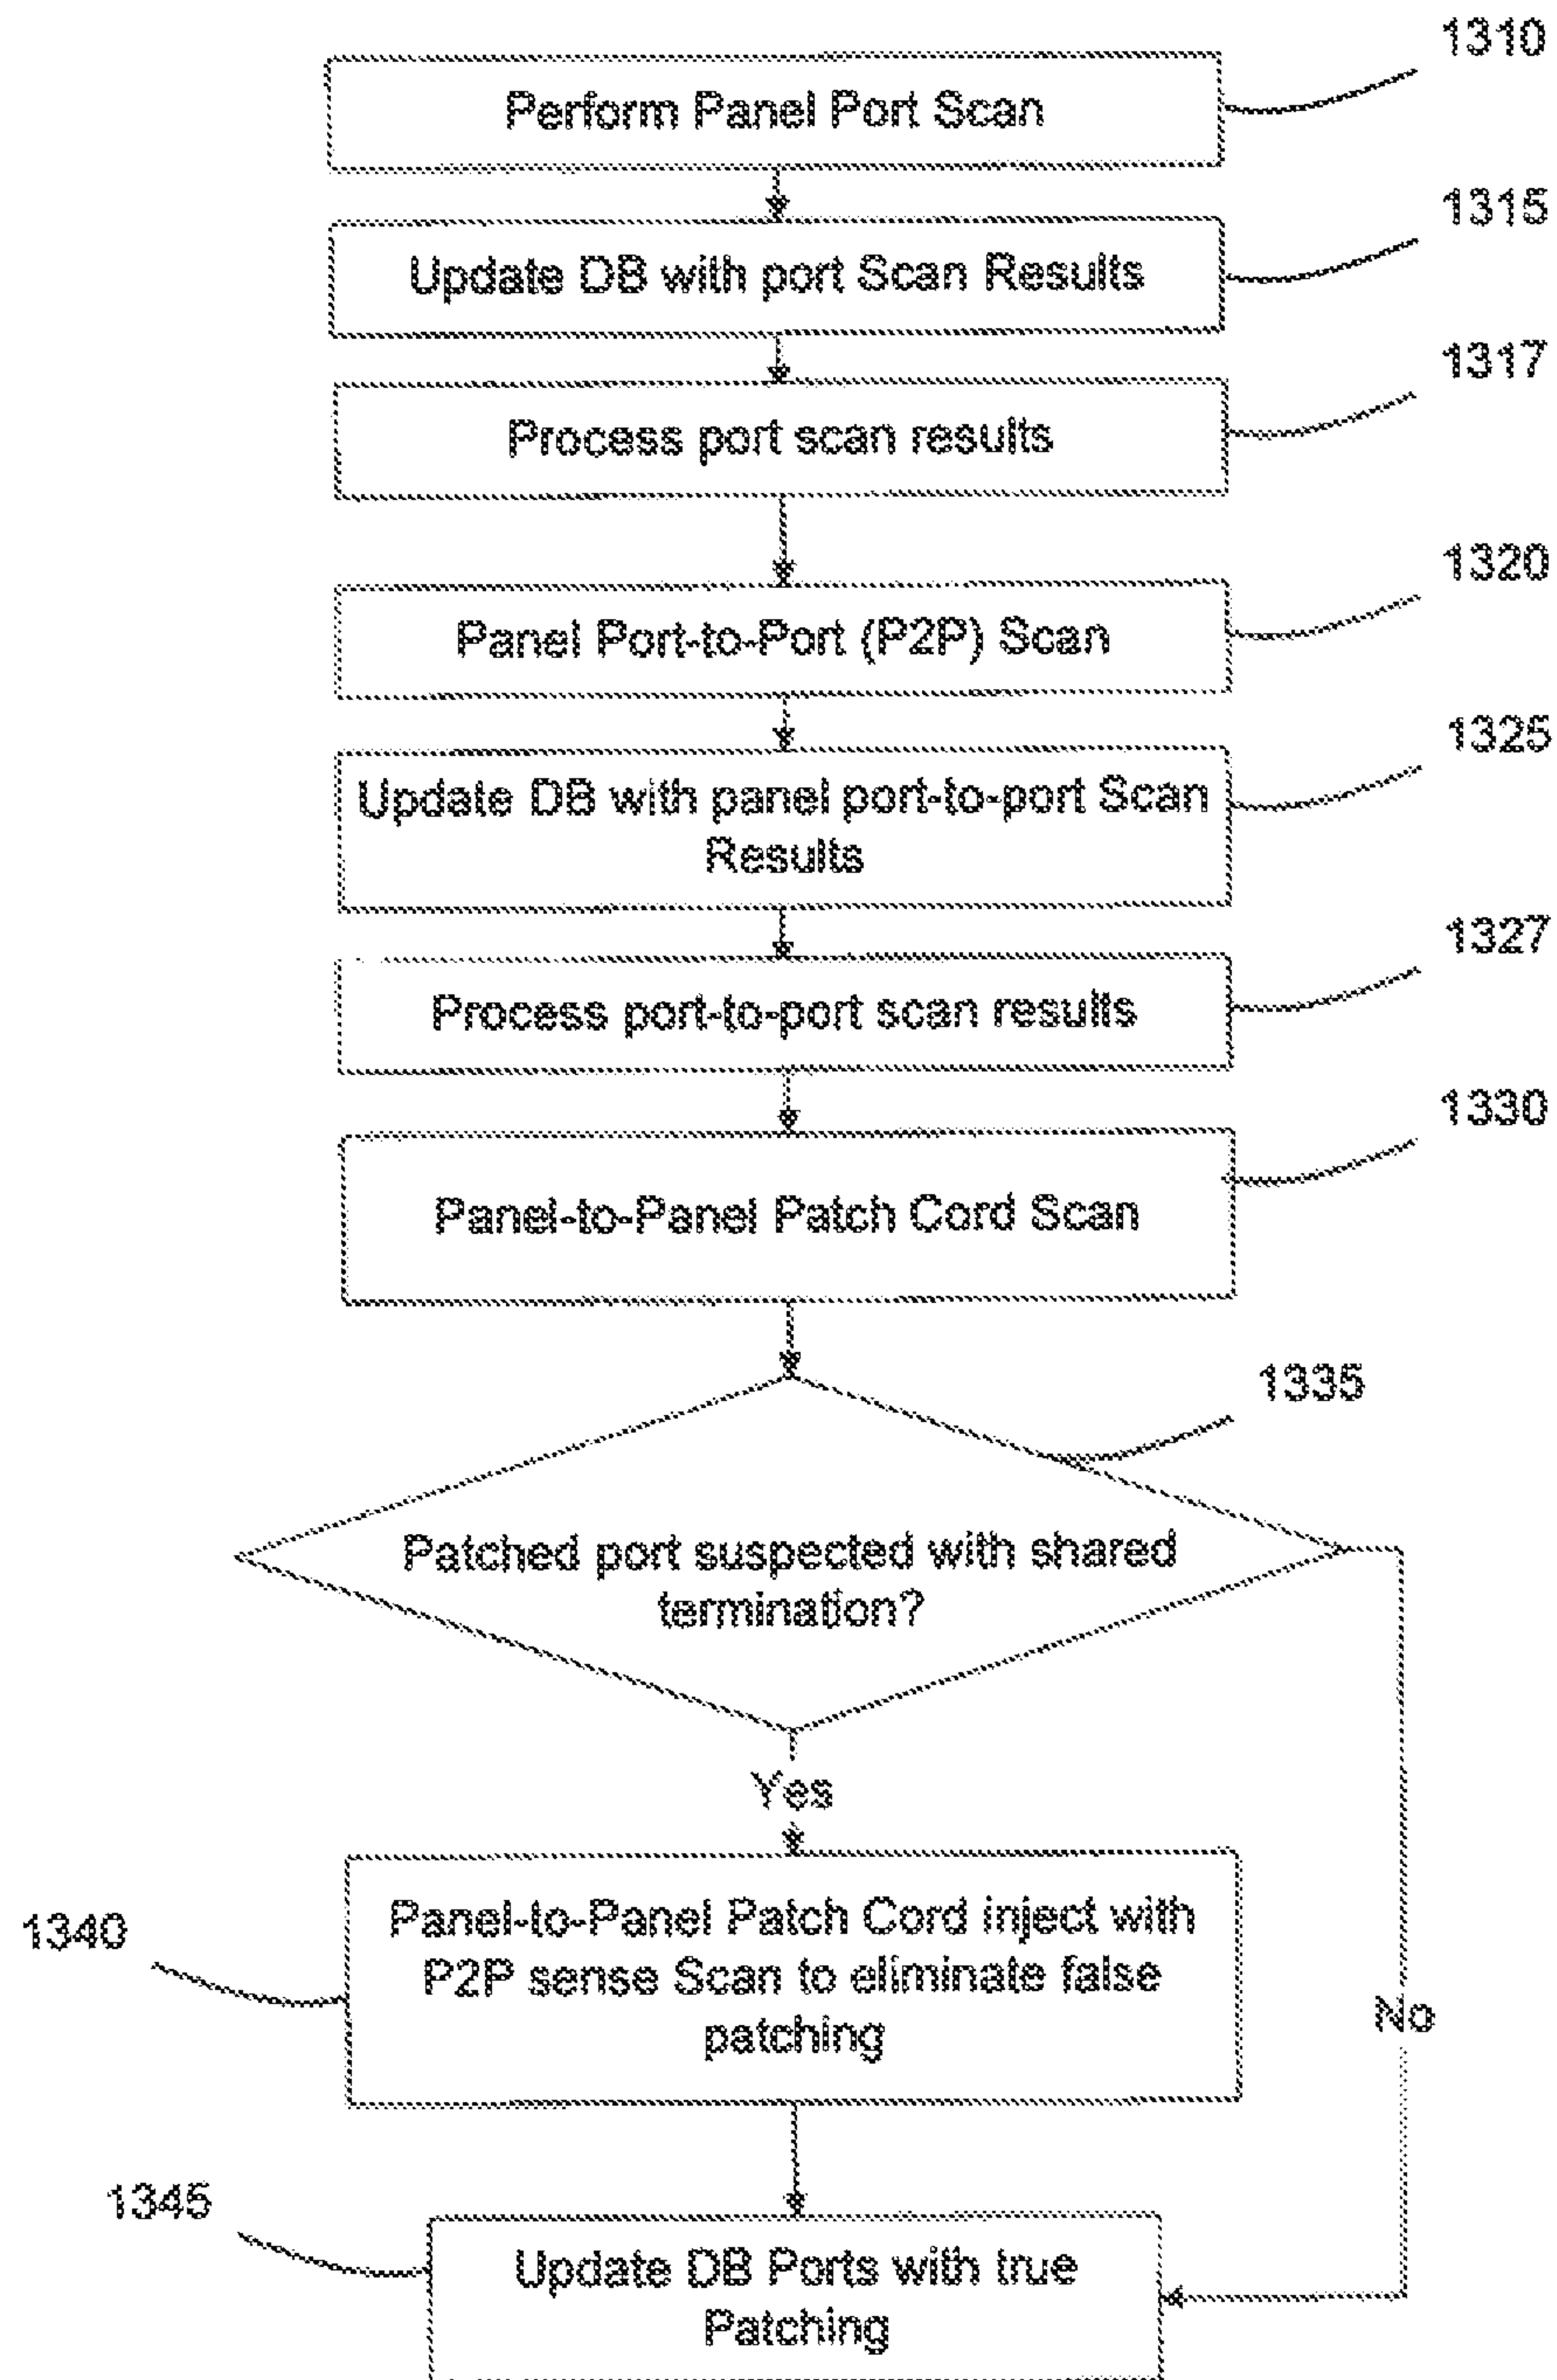 1310
Perform Panel Port Scan
1315
Update DB with port Scan Results
1317
Process port scan results
1320
Panel Port-to-Port (P2P) Scan
1325
Update DB with panel port-to-port Scan
Results
1327
Process port-to-port scan results
1330
Panel-to-Panel Patch Cord Scan
1335
Patched port suspected with shared
termination?
Yes
1340
Panel-to-Panel Patch Cord inject with
P2P sense Scan to eliminate false
patching
No
1345
Update DB Ports with true
Patching